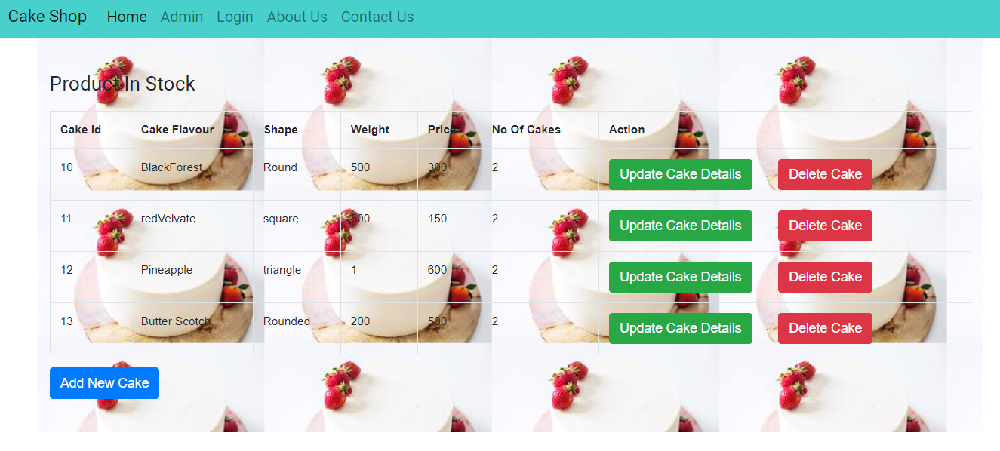 Cake Shop Home Admin Login About Us Contact Us
Product In Stock
Cake Id Cake Flavour Shape Weight Price No Of Cakes Action
10 BlackForest Round 500 300 2 Update Cake Details Delete Cake
11 redVelvate square 500 150 2 Update Cake Details Delete Cake
12 Pineapple triangle 1 600 2 Update Cake Details Delete Cake
13 Butter Scotch Rounded 200 500 2 Update Cake Details Delete Cake
Add New Cake